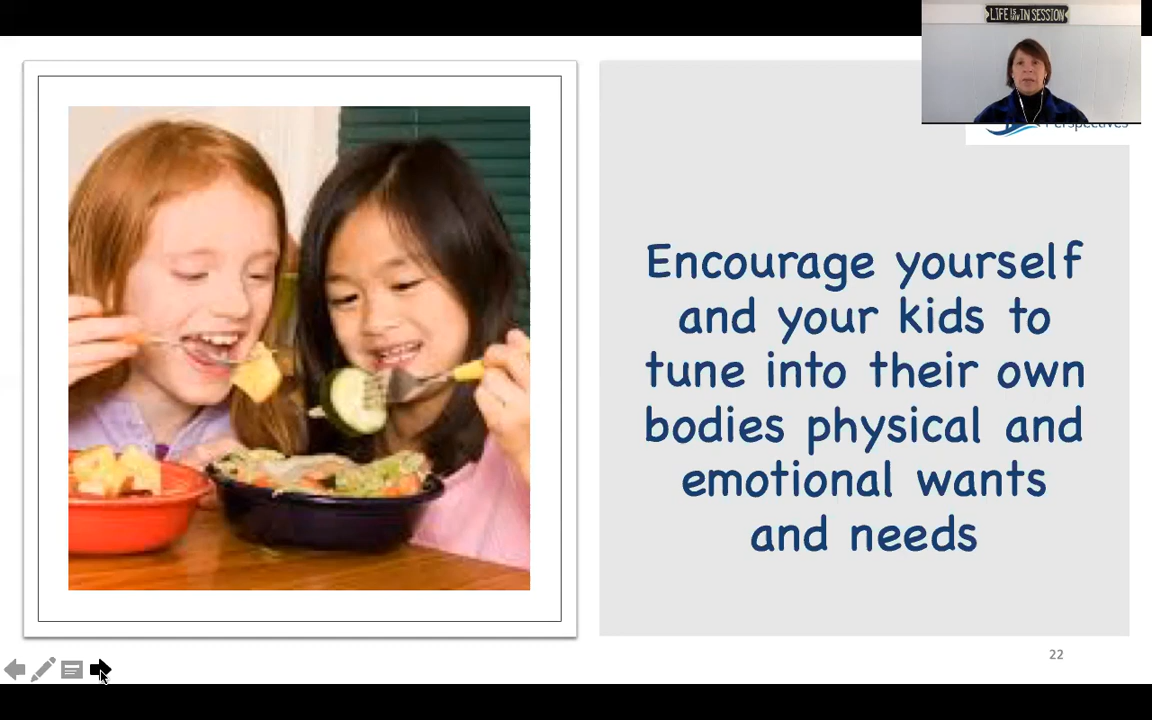 LIFE IS NOW IN SESSION
Perspectives
Encourage yourself
and your kids to
tune into their own
bodies physical and
emotional wants
and needs
22